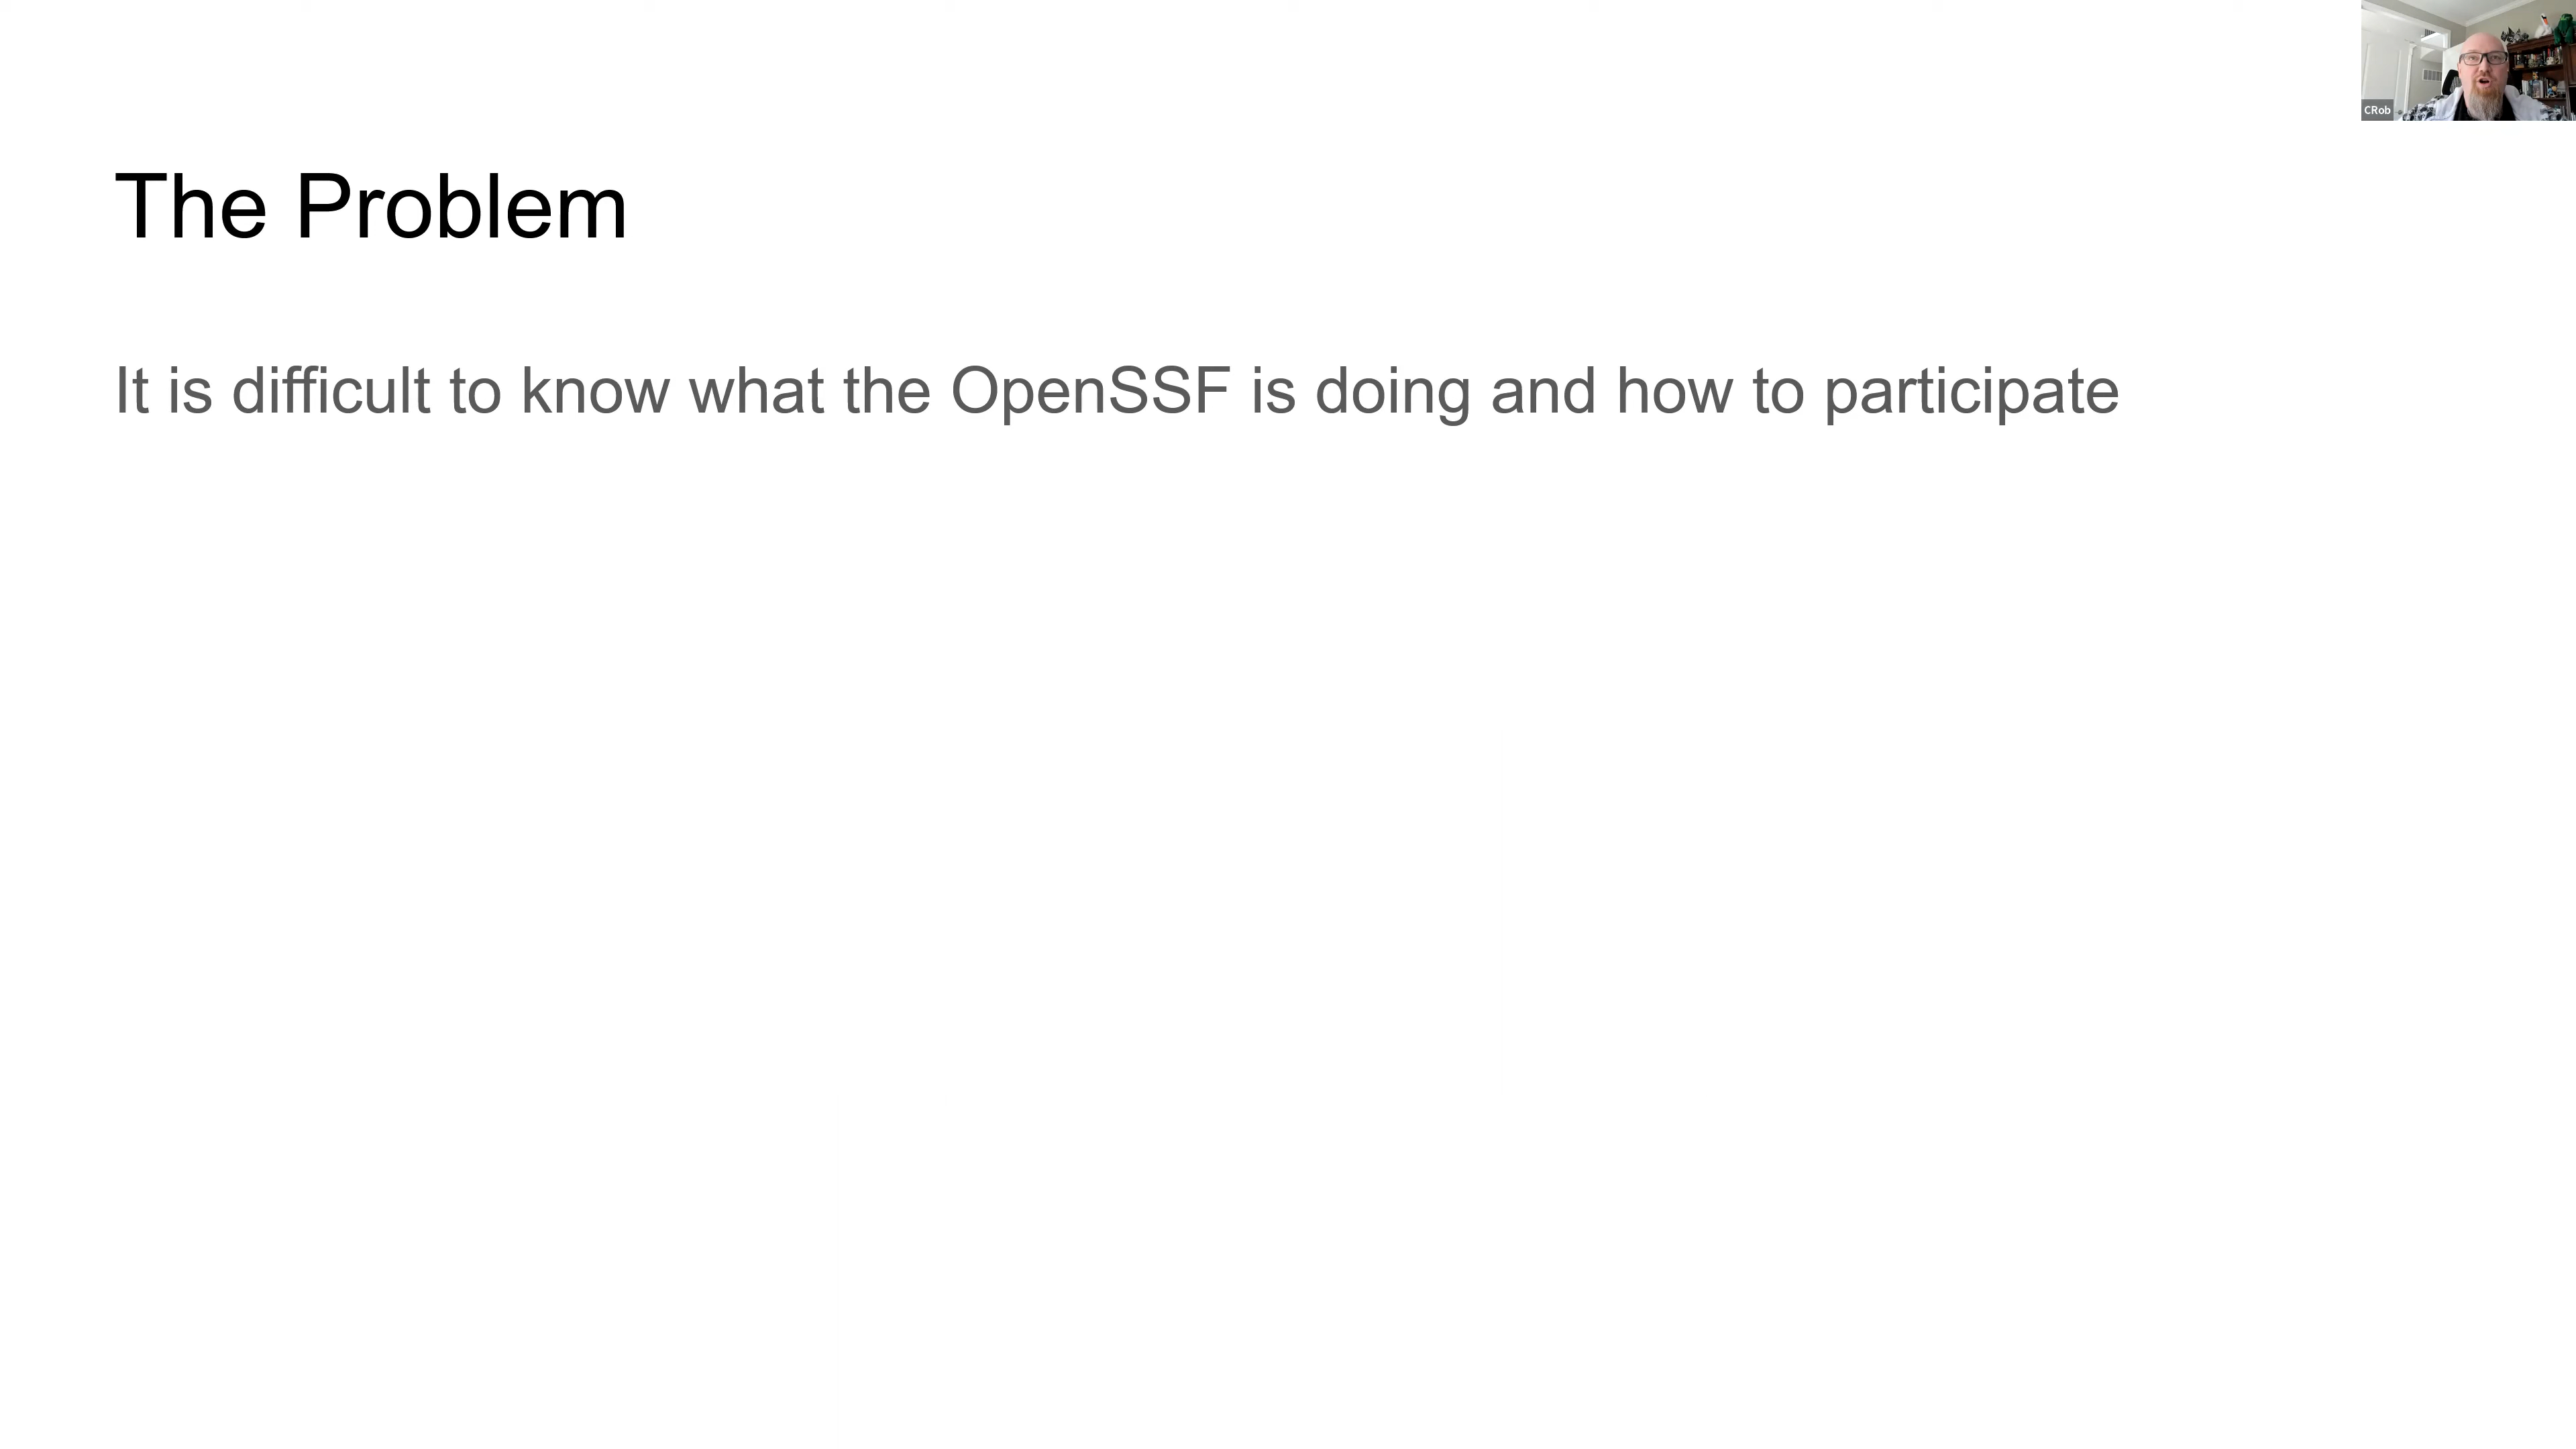 CRob
The Problem
It is difficult to know what the OpenSSF is doing and how to participate